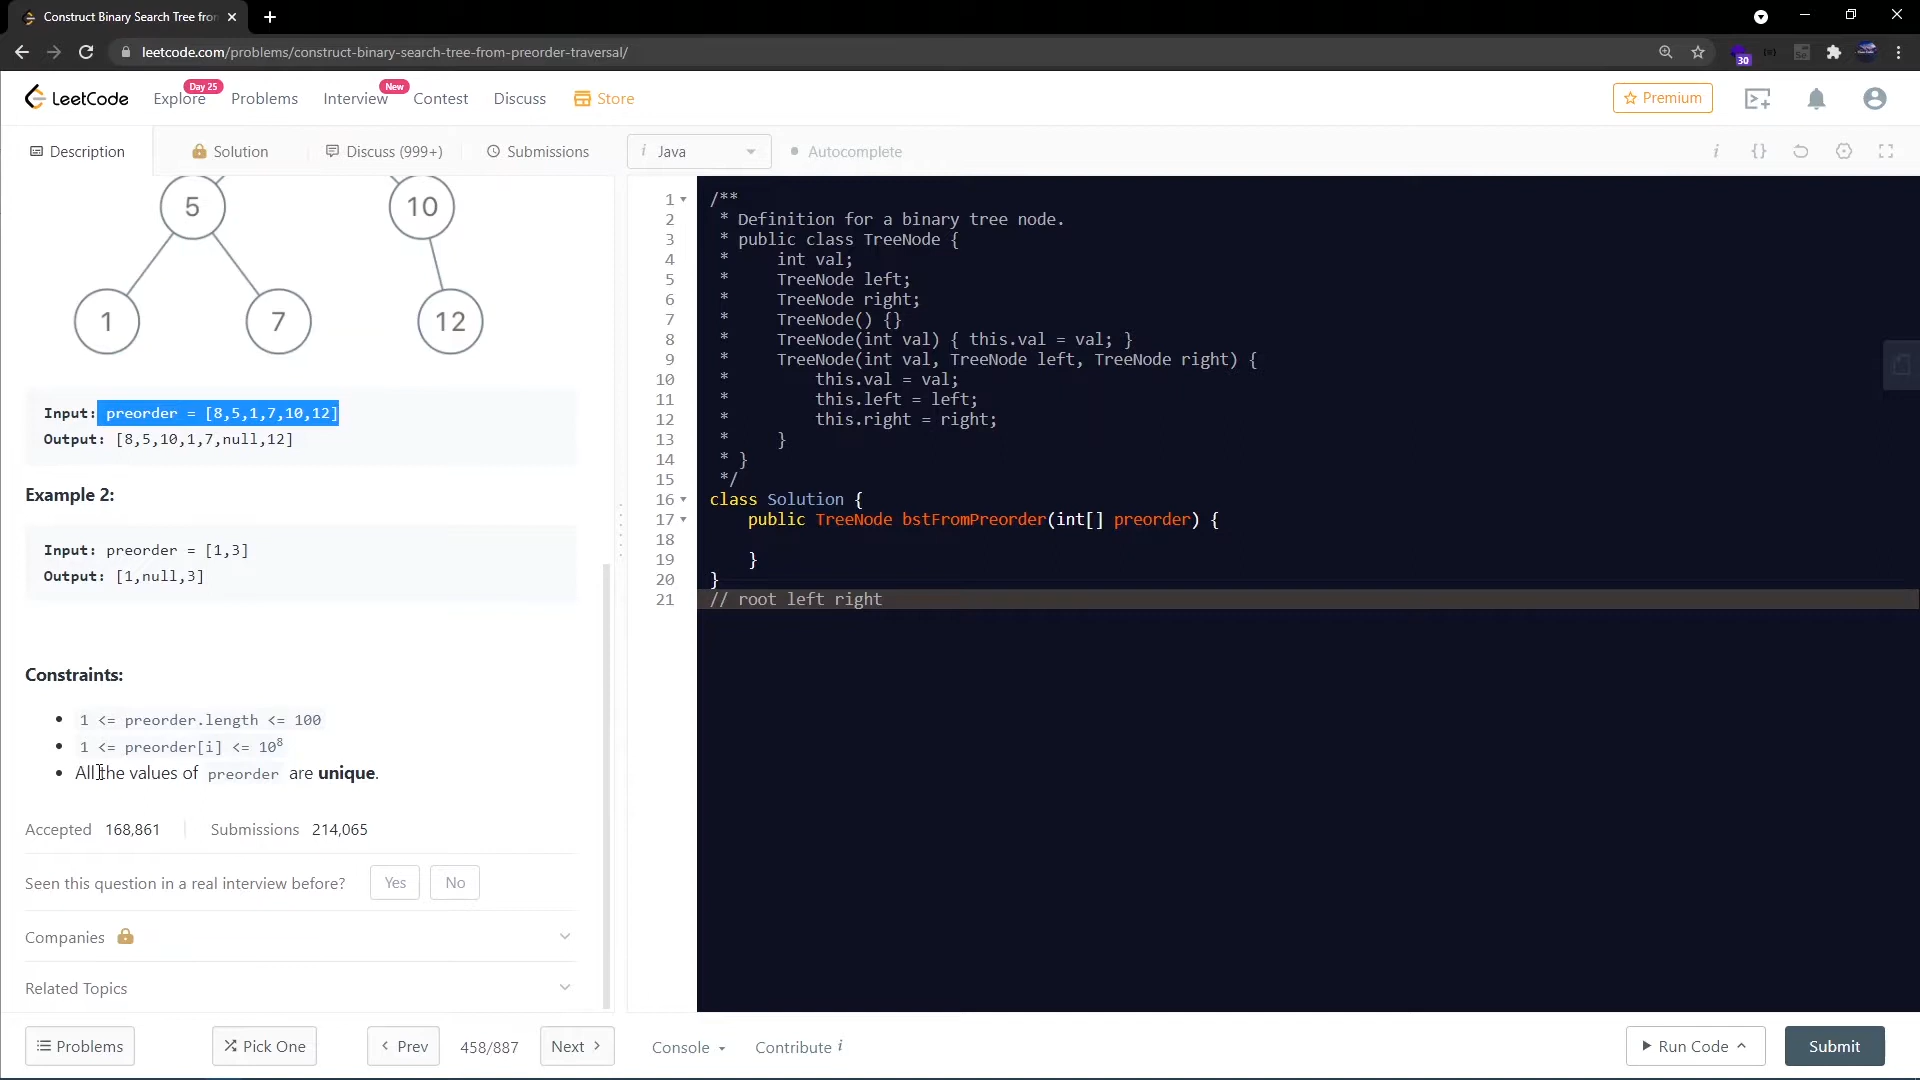 Construct Binary Search Tree fron
leetcode.com/problems/construct-binary-search-tree-from-preorder-traversal/
30
LeetCode
Explore
Day 25
Problems
Interview
New
Contest
Discuss
Store
Premium
Description
Solution
Discuss (999+)
Submissions
i Java
Autocomplete
5
10
1
7
12
Input: preorder = [8,5,1,7,10,12]
Output: [8,5,10,1,7,null,12]
Example 2:
Input: preorder = [1,3]
Output: [1,null,3]
Constraints:
1 <= preorder.length <= 100
1 <= preorder[i] <= 10^8
All the values of preorder are unique.
Accepted 168,861
Submissions 214,065
Seen this question in a real interview before?
Yes
No
Companies
Related Topics
1 /**
2 * Definition for a binary tree node.
3 * public class TreeNode {
4 * int val;
5 * TreeNode left;
6 * TreeNode right;
7 * TreeNode() {}
8 * TreeNode(int val) { this.val = val; }
9 * TreeNode(int val, TreeNode left, TreeNode right) {
10 * this.val = val;
11 * this.left = left;
12 * this.right = right;
13 * }
14 * }
15 */
16 class Solution {
17 public TreeNode bstFromPreorder(int[] preorder) {
18
19 }
20 }
21 // root left right
Problems
Pick One
Prev
458/887
Next
Console
Contribute i
Run Code
Submit